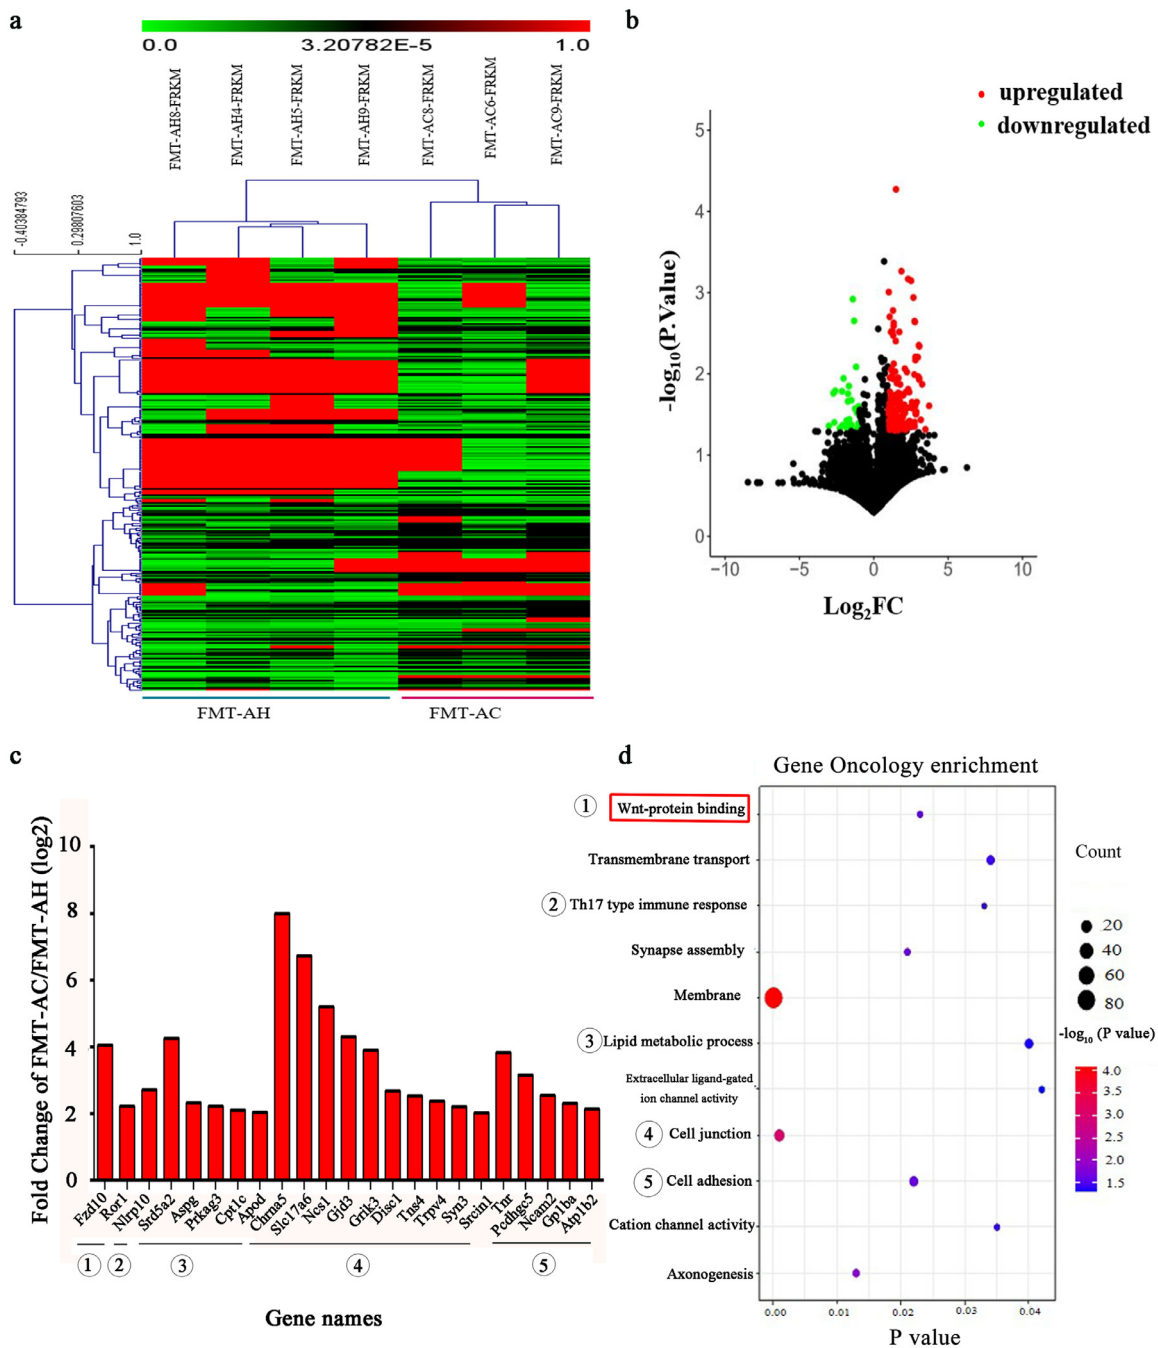 a
0.0 3.20782E-5 1.0
FMT-AH8-FRKM
FMT-AH4-FRKM
FMT-AH5-FRKM
FMT-AH9-FRKM
FMT-AC8-FRKM
FMT-AC6-FRKM
FMT-AC9-FRKM
-0.40384793
0.29807603
1.0
FMT-AH FMT-AC
b
upregulated
downregulated
-log10(P.Value)
5
4
3
2
1
0
−10 −5 0 5 10
Log2FC
c
Fold Change of FMT-AC/FMT-AH (log2)
10
8
6
4
2
0
Fzd10
Ror1
Nlrp10
Srd5a2
Aspg
Prkag3
Cpt1c
Apod
Chrna5
Slc17a6
Ncs1
Gjd3
Grik3
Disc1
Tns4
Trpv4
Syn3
Srcin1
Tnr
Pcdhgc5
Ncam2
Gp1ba
Atp1b2
1 2 3 4 5
Gene names
d
Gene Oncology enrichment
1 Wnt-protein binding
Transmembrane transport
2 Th17 type immune response
Synapse assembly
Membrane
3 Lipid metabolic process
Extracellular ligand-gated
ion channel activity
4 Cell junction
5 Cell adhesion
Cation channel activity
Axonogenesis
0.00 0.01 0.02 0.03 0.04
P value
Count
20
40
60
80
-log10 (P value)
4.0
3.5
3.0
2.5
2.0
1.5